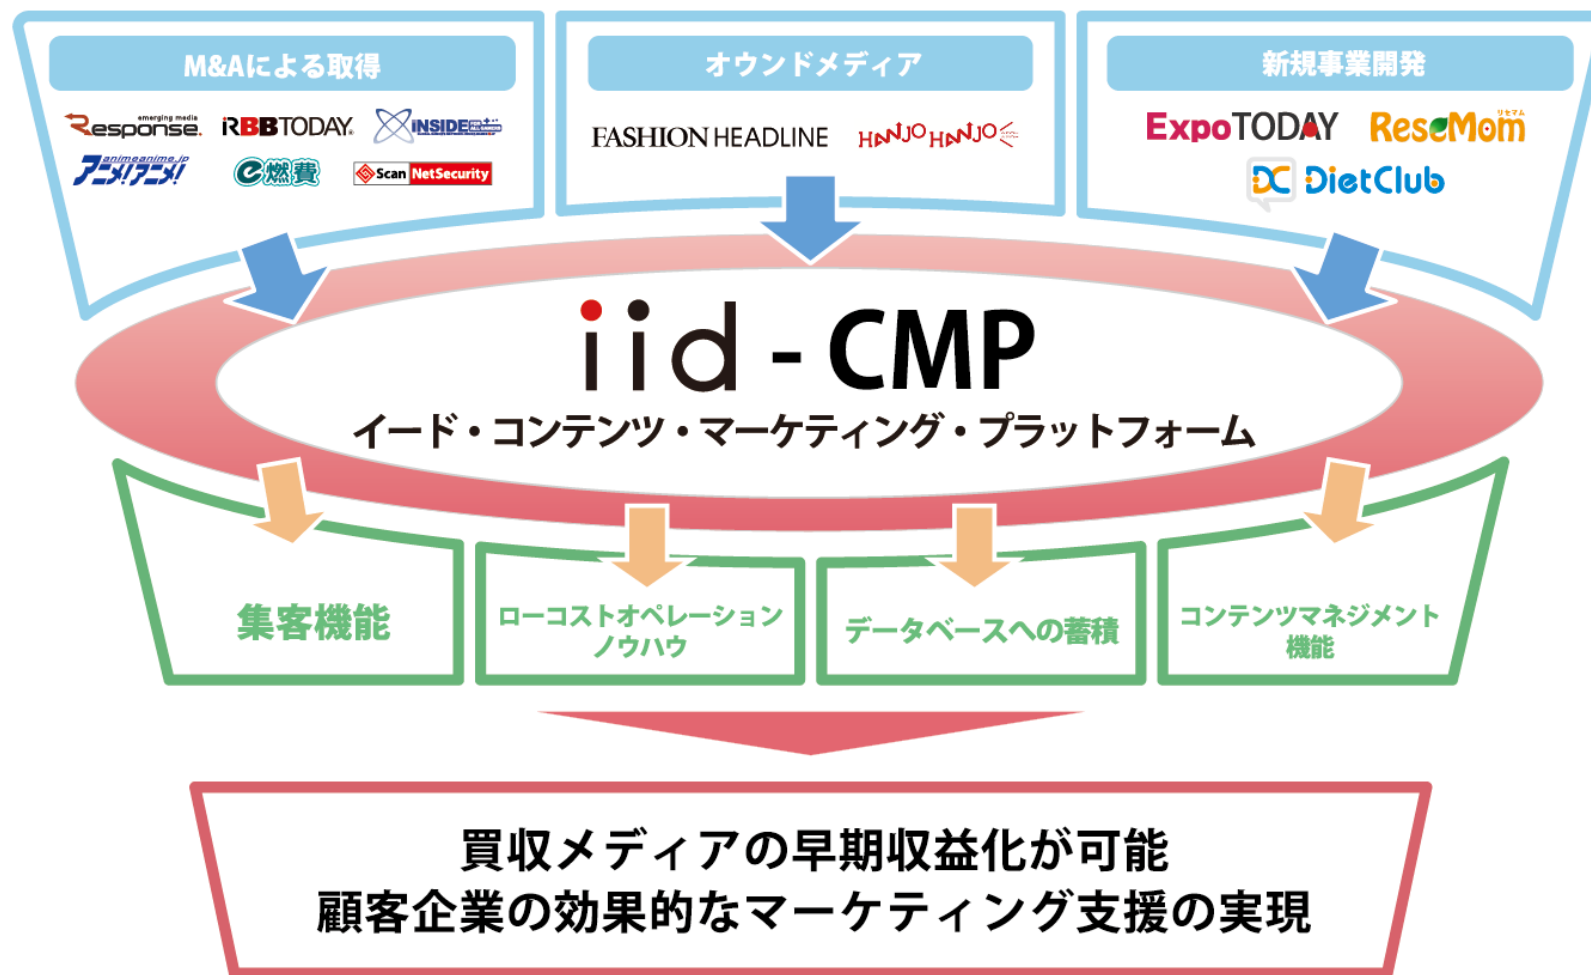 M&Aによる取得
オウンドメディア
新規事業開発
emerging media
Response.
RBBTODAY.
INSIDE FOR ALL GAMERS
animeanime.jp
アニメ!アニメ!
e燃費
Scan NetSecurity
FASHION HEADLINE
HANJO HANJO
ExpoTODAY
リセマム
ReseMom
DC DietClub
iid - CMP
イード・コンテンツ・マーケティング・プラットフォーム
集客機能
ローコストオペレーション
ノウハウ
データベースへの蓄積
コンテンツマネジメント
機能
買収メディアの早期収益化が可能
顧客企業の効果的なマーケティング支援の実現